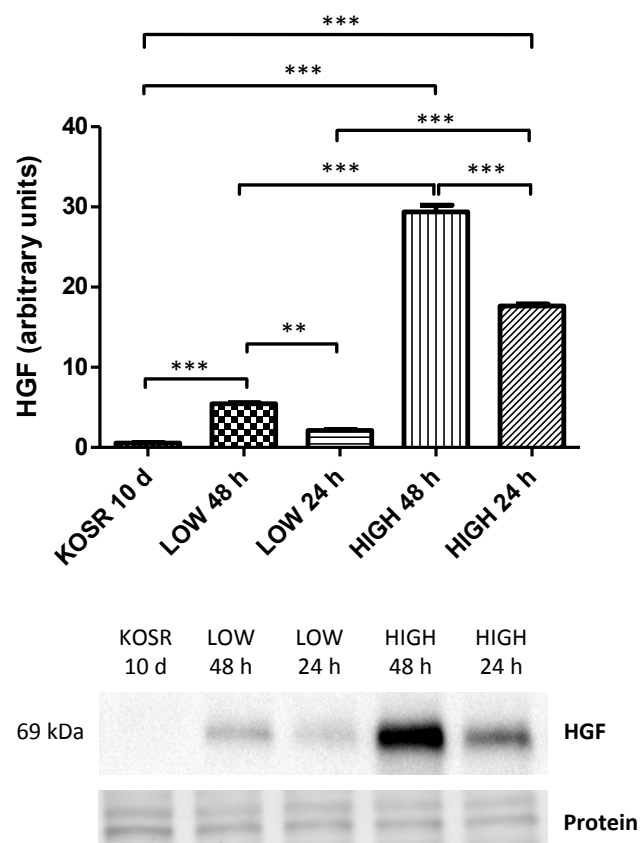 ***
***
40
***
***
***
30
20
**
10
***
0
HGF (arbitrary units)
KOSR 10 d
LOW 48 h
LOW 24 h
HIGH 48 h
HIGH 24 h
KOSR LOW LOW HIGH HIGH
10 d 48 h 24 h 48 h 24 h
69 kDa
HGF
Protein